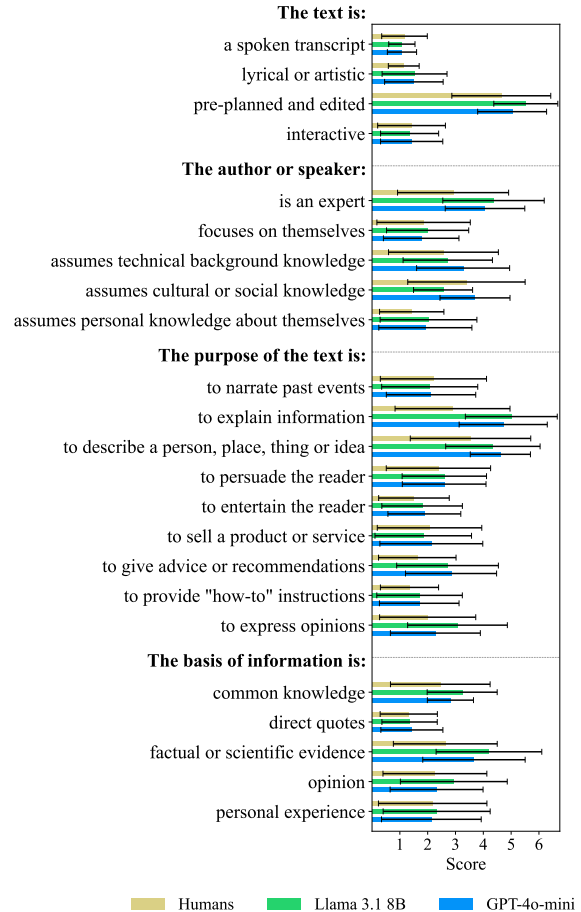 The text is:
a spoken transcript
lyrical or artistic
pre-planned and edited
interactive
The author or speaker:
is an expert
focuses on themselves
assumes technical background knowledge
assumes cultural or social knowledge
assumes personal knowledge about themselves
The purpose of the text is:
to narrate past events
to explain information
to describe a person, place, thing or idea
to persuade the reader
to entertain the reader
to sell a product or service
to give advice or recommendations
to provide "how-to" instructions
to express opinions
The basis of information is:
common knowledge
direct quotes
factual or scientific evidence
opinion
personal experience
1 2 3 4 5 6
Score
Humans Llama 3.1 8B GPT-4o-mini